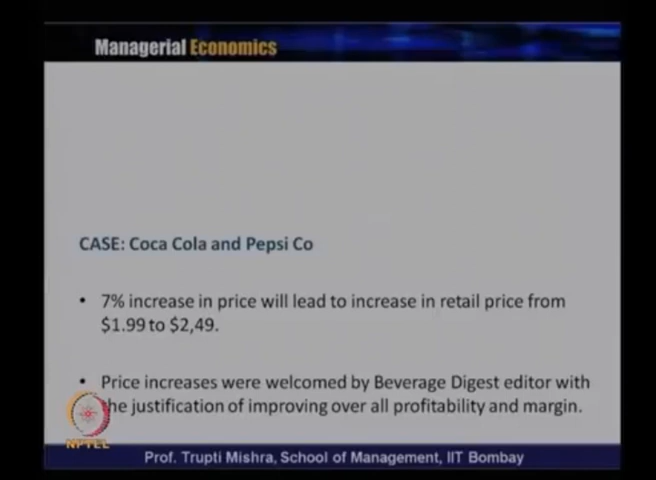 Managerial Economics
CASE: Coca Cola and Pepsi Co
• 7% increase in price will lead to increase in retail price from
$1.99 to $2,49.
• Price increases were welcomed by Beverage Digest editor with
the justification of improving over all profitability and margin.
NPTEL
Prof. Trupti Mishra, School of Management, IIT Bombay